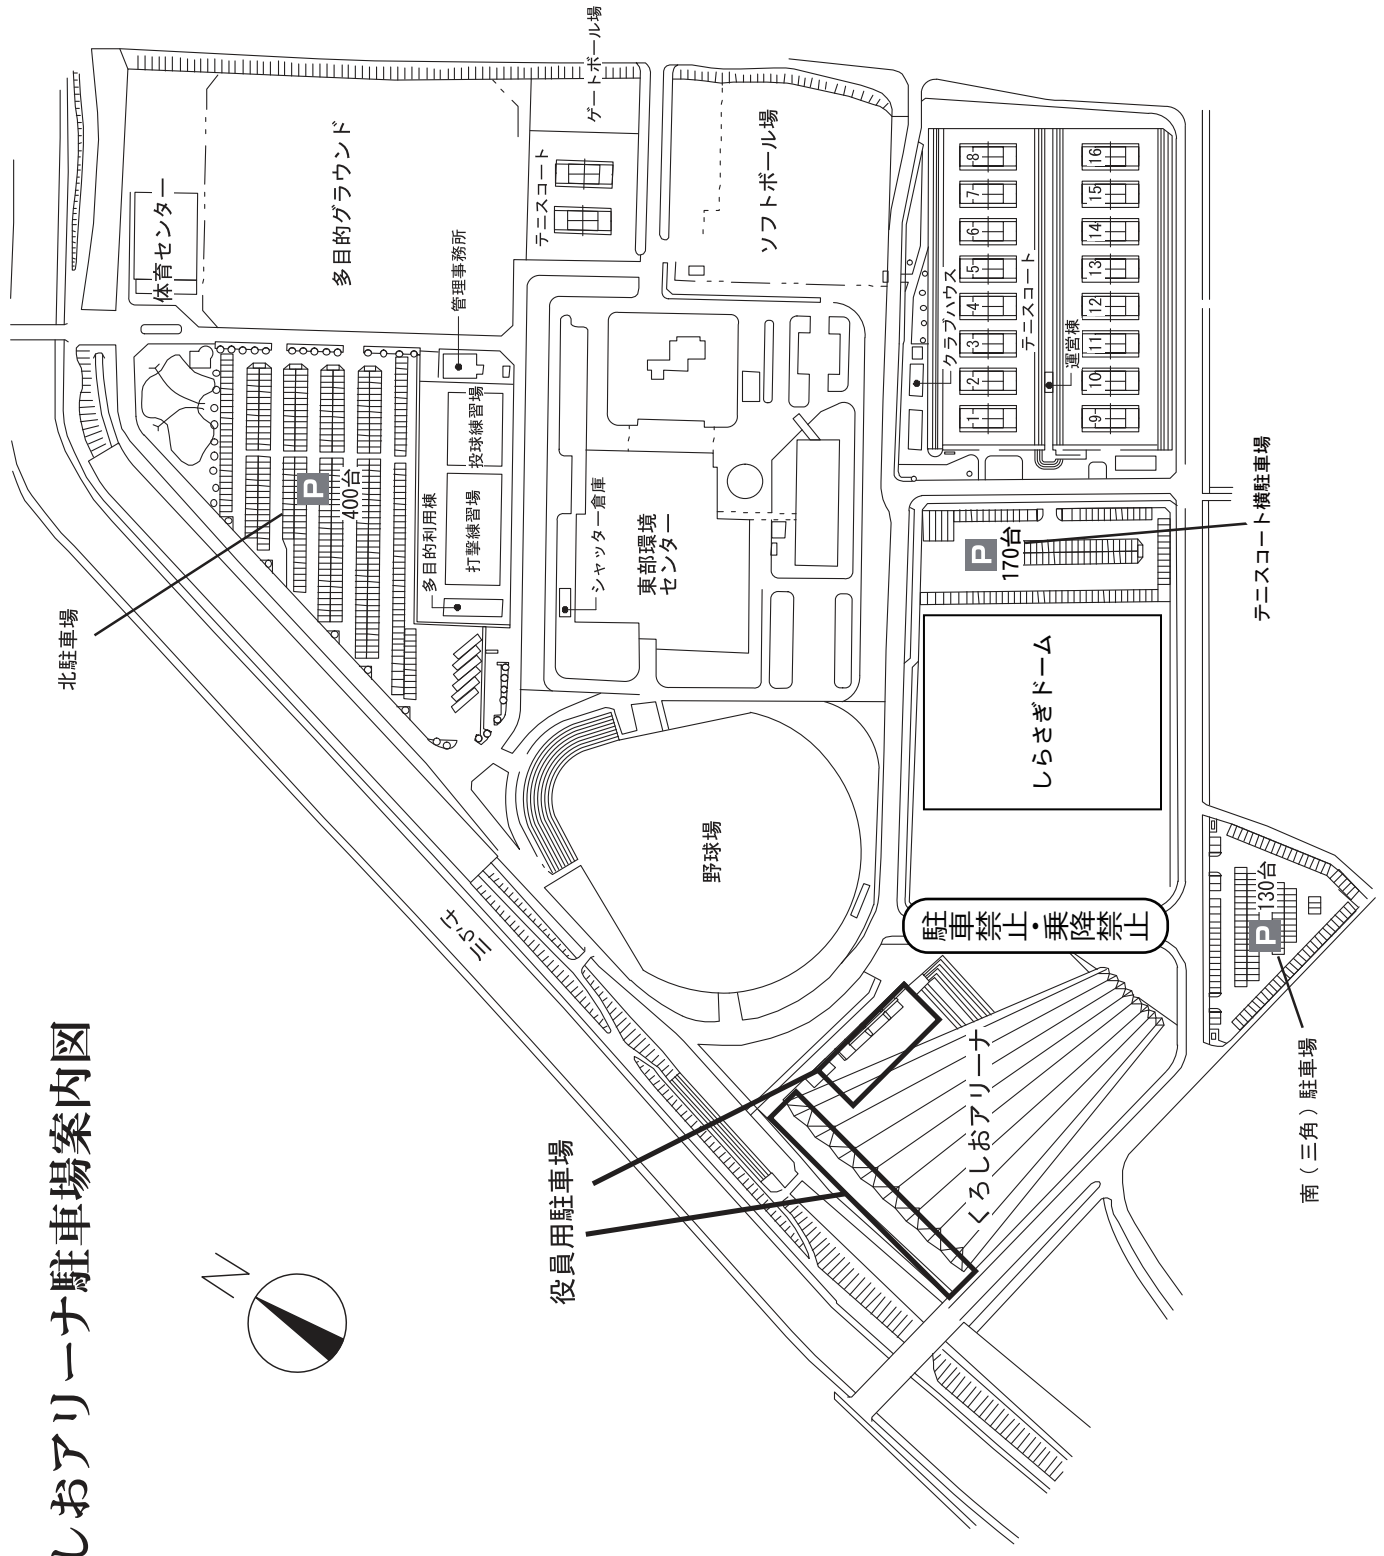 しおアリーナ駐車場案内図
N
北駐車場
P
400台
体育センター
多目的グラウンド
管理事務所
投球練習場
打撃練習場
多目的利用棟
テニスコート
ゲートボール場
シャッター倉庫
東部環境
センター
ソフトボール場
クラブハウス
テニスコート
運営棟
1
2
3
4
5
6
7
8
9
10
11
12
13
14
15
16
P
170台
テニスコート横駐車場
しらさぎドーム
野球場
けら川
駐車禁止・乗降禁止
役員用駐車場
くろしおアリーナ
P
130台
南（三角）駐車場